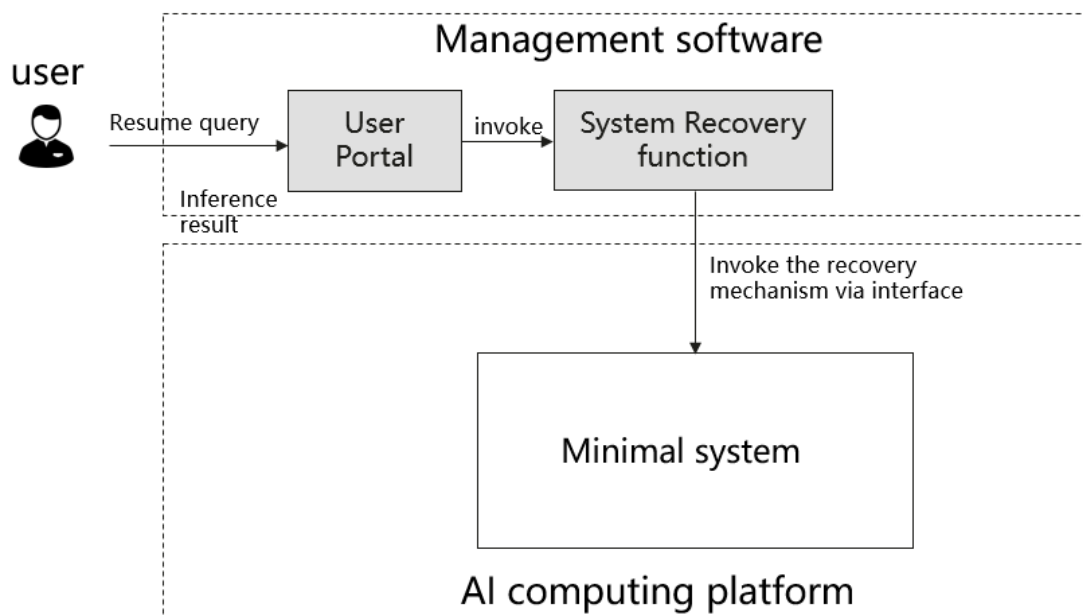 Management software
user
Resume query
User
Portal
invoke
System Recovery
function
Inference
result
Invoke the recovery
mechanism via interface
Minimal system
AI computing platform